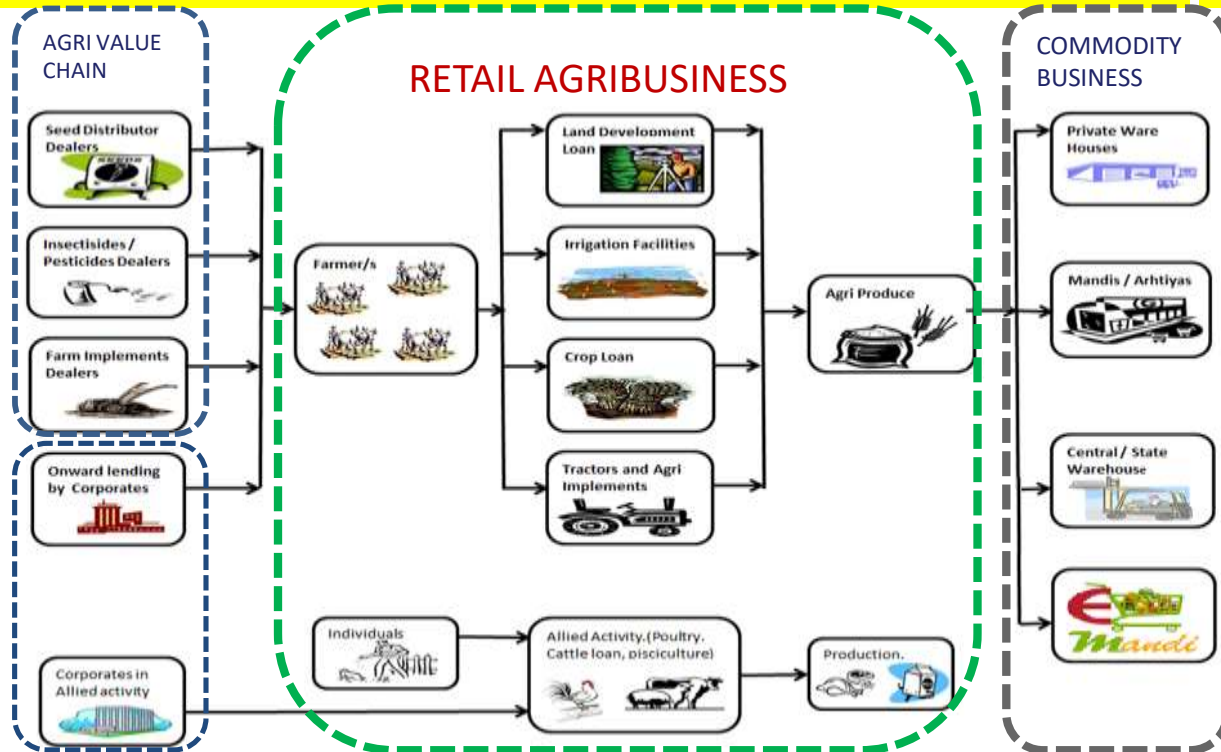 AGRI VALUE
CHAIN
RETAIL AGRIBUSINESS
COMMODITY
BUSINESS
Seed Distributor
Dealers
SEEDS
Insectisides /
Pesticides Dealers
Farm Implements
Dealers
Onward lending
by Corporates
Corporates in
Allied activity
Farmer/s
Individuals
Land Development
Loan
Irrigation Facilities
Crop Loan
Tractors and Agri
Implements
Allied Activity.(Poultry.
Cattle loan, pisciculture)
Agri Produce
Production.
Private Ware
Houses
Mandis / Arhtiyas
Central / State
Warehouse
e
Mandi